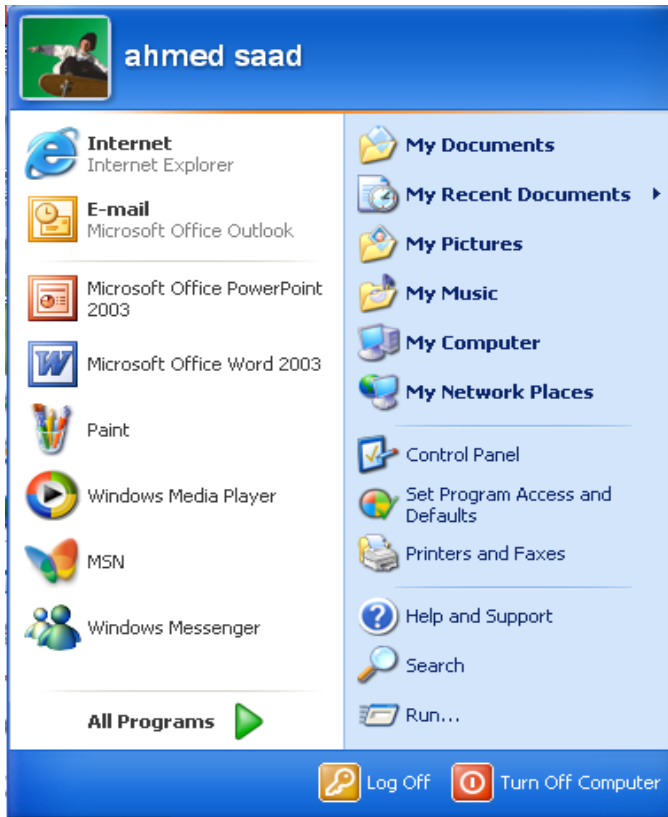 ahmed saad
Internet
Internet Explorer
E-mail
Microsoft Office Outlook
Microsoft Office PowerPoint
2003
Microsoft Office Word 2003
Paint
Windows Media Player
MSN
Windows Messenger
All Programs
My Documents
My Recent Documents
My Pictures
My Music
My Computer
My Network Places
Control Panel
Set Program Access and
Defaults
Printers and Faxes
Help and Support
Search
Run...
Log Off
Turn Off Computer